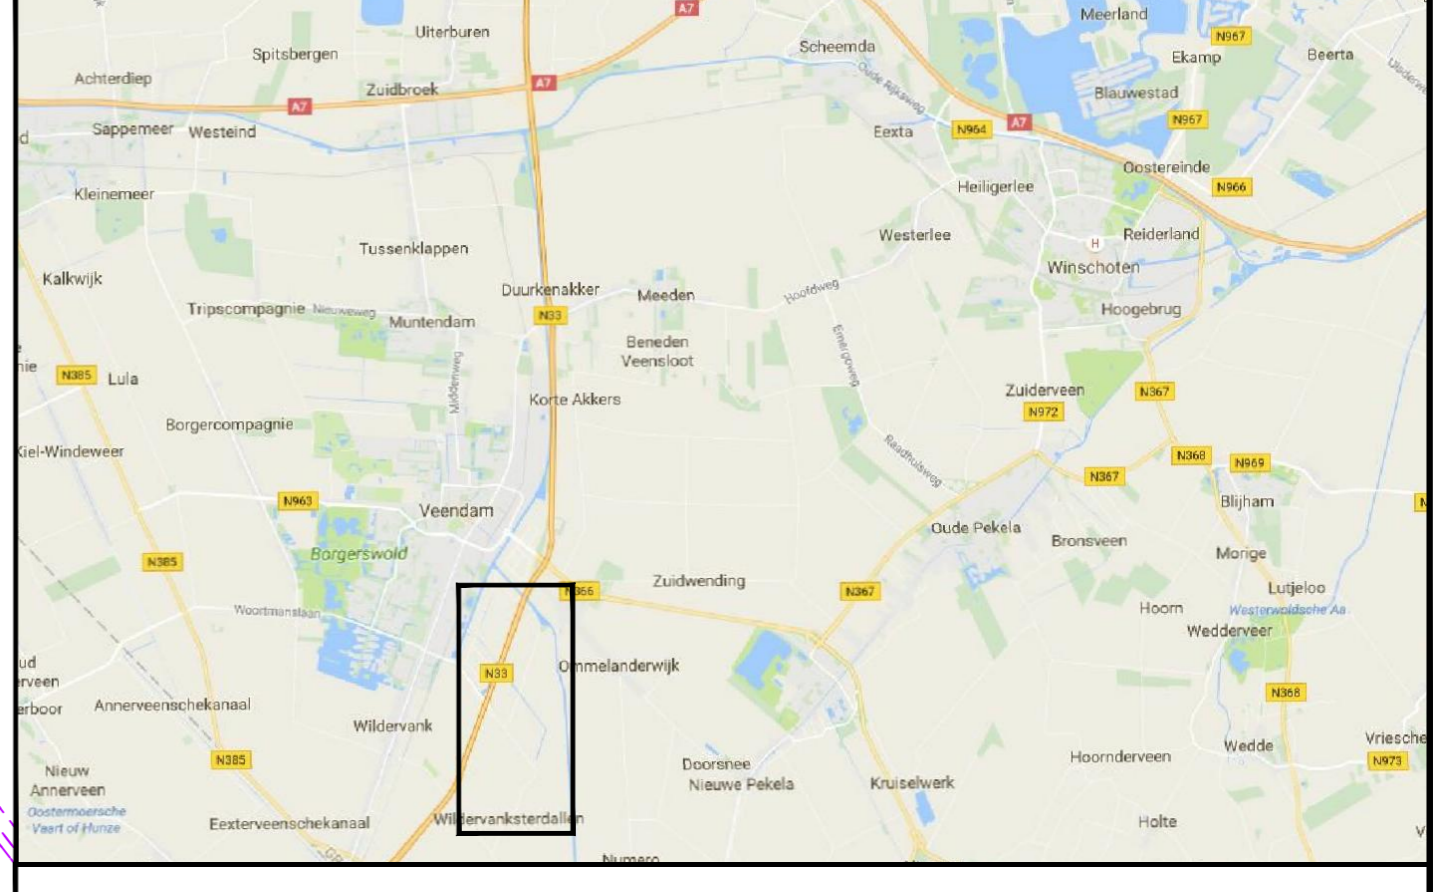 A7
Meerland
Uiterburen
N967
Scheemda
Spitsbergen
Ekamp
Beerta
Achterdiep
A7
Zuidbroek
Oude Rijksweg
Blauwestad
A7
N967
A7
Sappemeer
Westeind
Eexta
N964
Oostereinde
N966
Kleinemeer
Heiligerlee
Westerlee
Reiderland
H
Tussenklappen
Winschoten
Kalkwijk
Duurkenakker
Meeden
Hoofdweg
Tripscompagnie
Nieuweweg
N33
Hoogebrug
Muntendam
Beneden
Veensloot
N385
Lula
Middenweg
Zuiderveen
N367
Korte Akkers
N972
Borgercompagnie
Kiel-Windeweer
Raadhuisweg
N368
N969
N367
N963
Veendam
Blijham
Oude Pekela
Bronsveen
Borgerswold
Morige
N385
Zuidwending
N366
N367
Lutjeloo
Woortmanslaan
Hoorn
Westerwoldsche Aa
Wedderveer
Ommelanderwijk
N33
N368
Annerveenschekanaal
Wildervank
Wedde
N385
Hoornderveen
N973
Doorsnee
Nieuw
Annerveen
Nieuwe Pekela
Kruiselwerk
Oostermoersche
Vaart of Hunze
Eexterveenschekanaal
Wildervanksterdallen
Holte
Numero